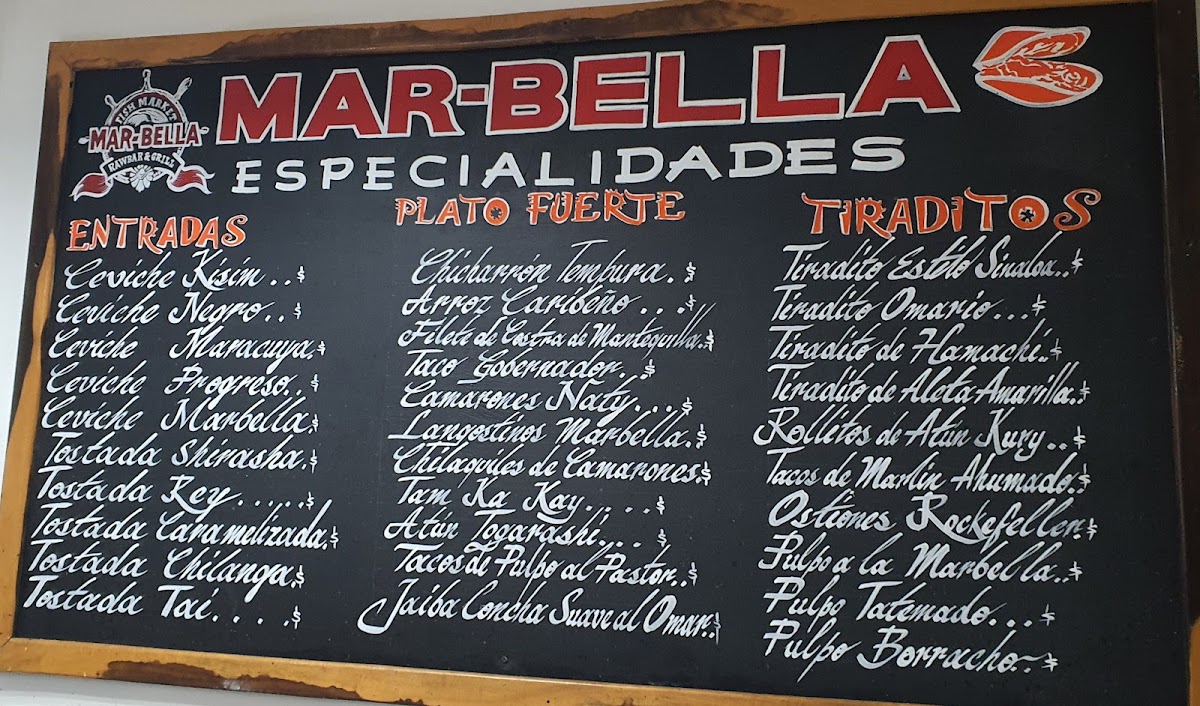 FISH MARKET
MAR-BELLA
RAWBAR & GRILL
MAR-BELLA
ESPECIALIDADES
ENTRADAS
Ceviche Kisin . . $
Ceviche Negro . . $
Ceviche Maracuya. $
Ceviche Progreso . . $
Ceviche Marbella. $
Tostada Shirasha. $
Tostada Rey . . . . . $
Tostada Caramelizada. $
Tostada Chilanga. $
Tostada Tai . . . . $
PLATO FUERTE
Chicharrón Tempura . $
Arroz Caribeño . . . $
Filete de Costra de Mantequilla. $
Taco Gobernador . . . $
Camarones Naty . . . . $
Langostinos Marbella. $
Chilaquiles de Camarones. $
Tam Ka Kay . . . . $
Atún Togarashi . . . . $
Tacos de Pulpo al Pastor . . $
Jaiba Concha Suave al Omar . . $
TIRADITOS
Tiradito Estilo Sinaloa . . $
Tiradito Omario . . . $
Tiradito de Hamachi . . $
Tiradito de Aleta Amarilla. $
Rollitos de Atún Kury . . $
Tacos de Marlin Ahumado. $
Ostiones Rockefeller. $
Pulpo a la Marbella . . $
Pulpo Tatemado . . . $
Pulpo Borracho . . $